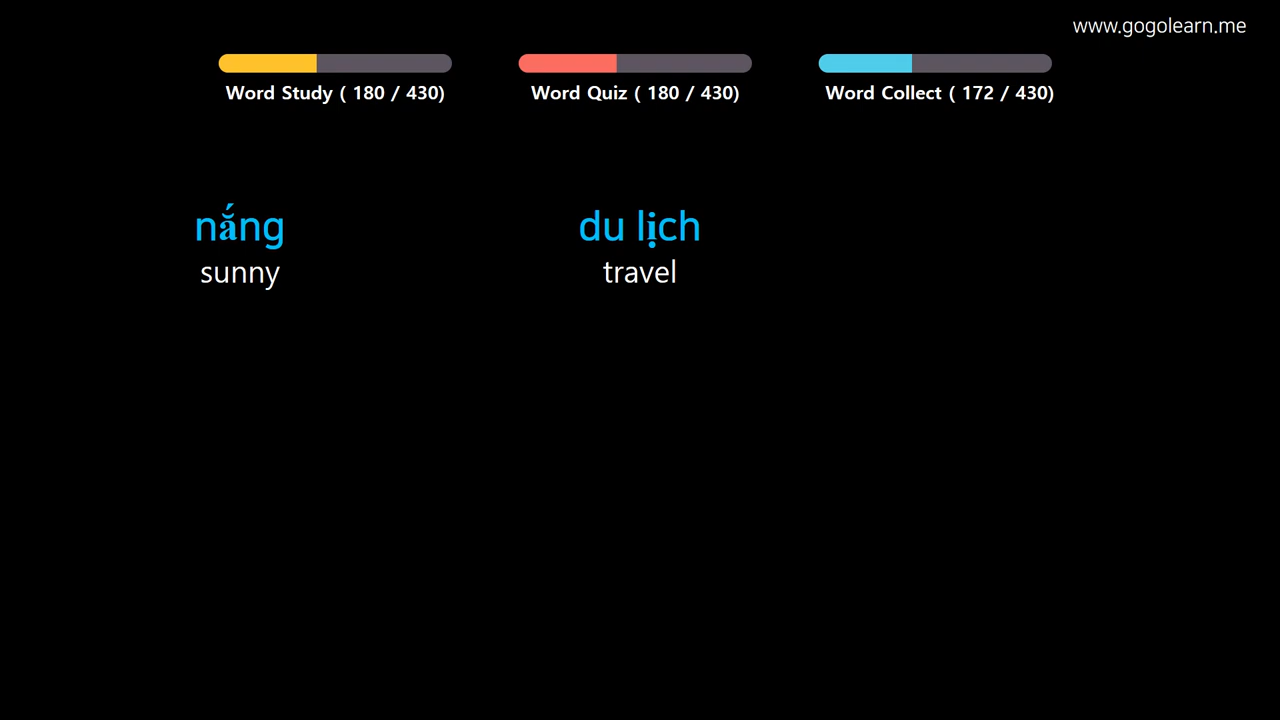 www.gogolearn.me
Word Study ( 180 / 430)
Word Quiz ( 180 / 430)
Word Collect ( 172 / 430)
nắng
sunny
du lịch
travel